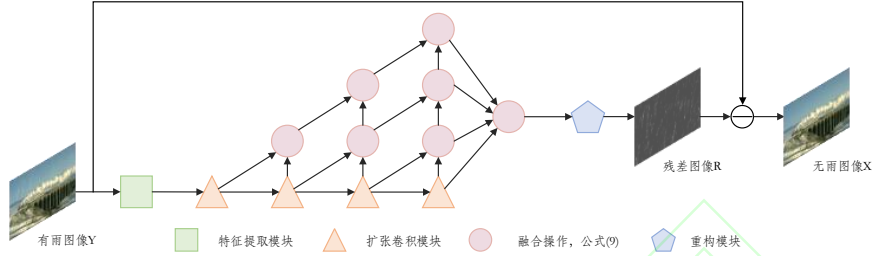 残差图像R
无雨图像X
有雨图像Y
特征提取模块
扩张卷积模块
融合操作，公式(9)
重构模块